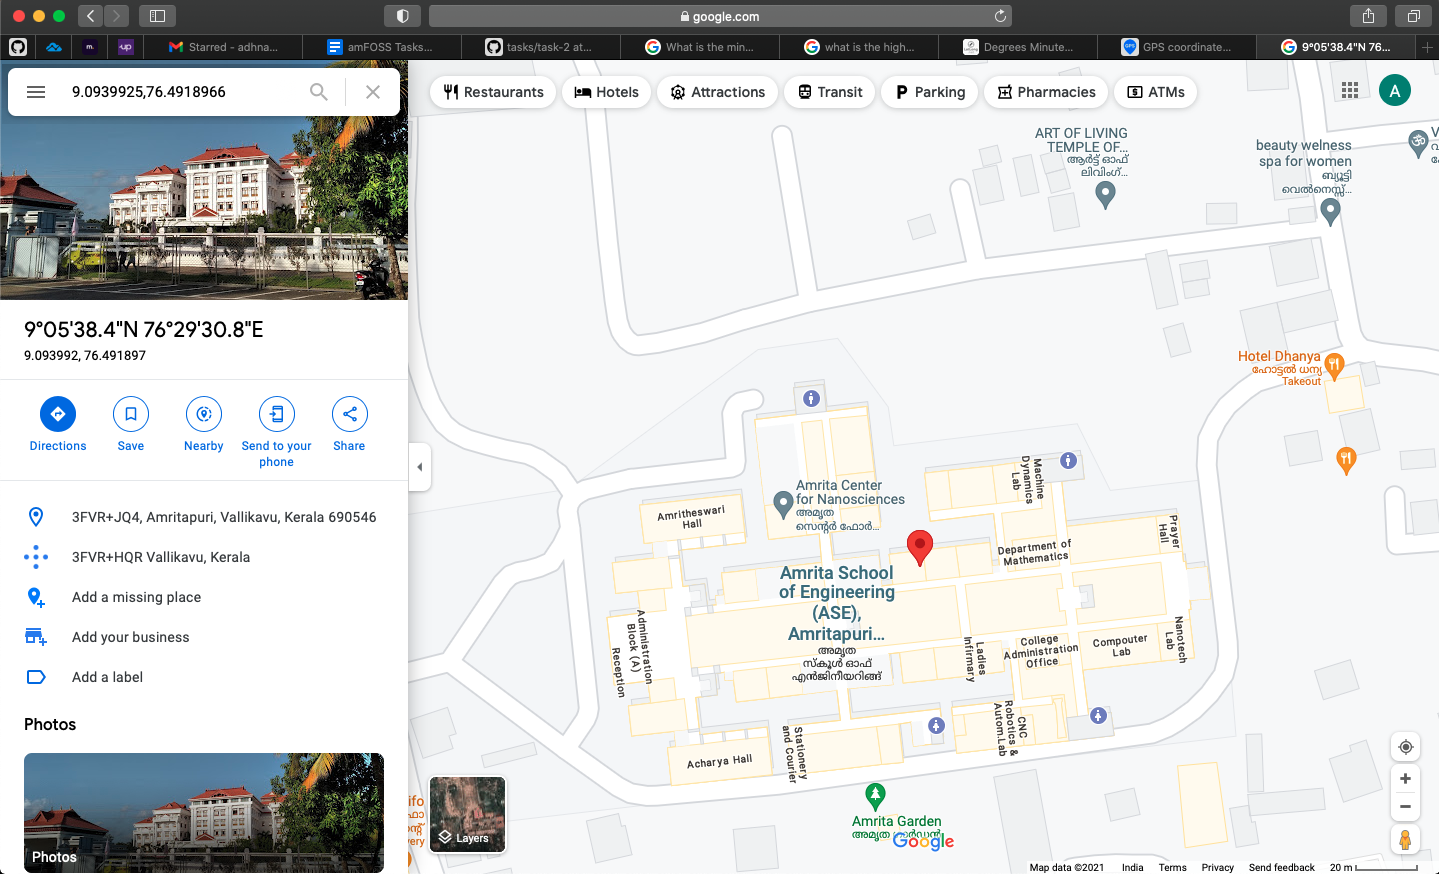 google.com
m.
up
Starred - adhna...
amFOSS Tasks...
tasks/task-2 at...
What is the min...
what is the high...
Degrees Minute...
GPS coordinate...
9°05'38.4"N 76...
9.0939925,76.4918966
Restaurants
Hotels
Attractions
Transit
Parking
Pharmacies
ATMs
A
9°05'38.4"N 76°29'30.8"E
9.093992, 76.491897
Directions
Save
Nearby
Send to your
phone
Share
3FVR+JQ4, Amritapuri, Vallikavu, Kerala 690546
3FVR+HQR Vallikavu, Kerala
Add a missing place
Add your business
Add a label
Photos
Photos
ART OF LIVING
TEMPLE OF...
ആർട്ട് ഓഫ്
ലിവിംഗ്...
beauty welness
spa for women
ബ്യൂട്ടി
വെൽനെസ്സ്...
Hotel Dhanya
ഹോട്ടൽ ധന്യ
Takeout
Amrita Center
for Nanosciences
അമൃത
സെന്റർ ഫോർ...
Machine
Dynamics
Lab
Amritheswari
Hall
Prayer
Hall
Department of
Mathematics
Amrita School
of Engineering
(ASE),
Amritapuri...
അമൃത
സ്കൂൾ ഓഫ്
എൻജിനീയറിങ്ങ്
Administration
Block (A)
Reception
Ladies
Infirmary
College
Administration
Office
Compouter
Lab
Nanotech
Lab
CNC
Robotics &
Autom.Lab
Stationery
and Courier
Acharya Hall
Amrita Garden
അമൃത ഗാർഡൻ
Google
Layers
Map data ©2021
India
Terms
Privacy
Send feedback
20 m